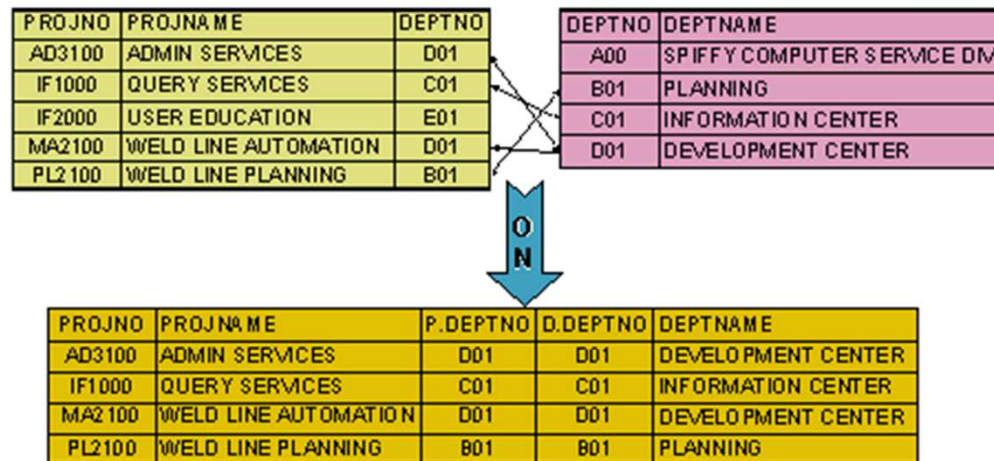 PROJNO PROJNAME DEPTNO
AD3100 ADMIN SERVICES D01
IF1000 QUERY SERVICES C01
IF2000 USER EDUCATION E01
MA2100 WELD LINE AUTOMATION D01
PL2100 WELD LINE PLANNING B01
DEPTNO DEPTNAME
A00 SPIFFY COMPUTER SERVICE DIV
B01 PLANNING
C01 INFORMATION CENTER
D01 DEVELOPMENT CENTER
ON
PROJNO PROJNAME P.DEPTNO D.DEPTNO DEPTNAME
AD3100 ADMIN SERVICES D01 D01 DEVELOPMENT CENTER
IF1000 QUERY SERVICES C01 C01 INFORMATION CENTER
MA2100 WELD LINE AUTOMATION D01 D01 DEVELOPMENT CENTER
PL2100 WELD LINE PLANNING B01 B01 PLANNING